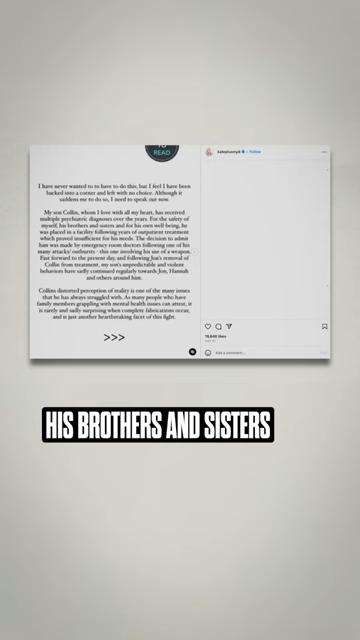 READ
I have never wanted to to have to do this, but I feel I have been
backed into a corner and left with no choice. Although it
saddens me to do so, I need to speak out now.
My son Collin, whom I love with all my heart, has received
multiple psychiatric diagnoses over the years. For the safety of
myself, his brothers and sisters and for his own well-being, he
was placed in a facility following years of outpatient treatment
which proved insufficient for his needs. The decision to admit
him was made by emergency room doctors following one of his
many attacks/ outbursts - this one involving his use of a weapon.
Fast forward to the present day, and following Jon's removal of
Collin from treatment, my son's unpredictable and violent
behaviors have sadly continued regularly towards Jon, Hannah
and others around him.
Collins distorted perception of reality is one of the many issues
that he has always struggled with. As many people who have
family members grappling with mental health issues can attest, it
is rarely and sadly surprising when complete fabrications occur,
and is just another heartbreaking facet of this fight.
>>>
kateplusmy8 • Follow
likes
Add a comment...
HIS BROTHERS AND SISTERS